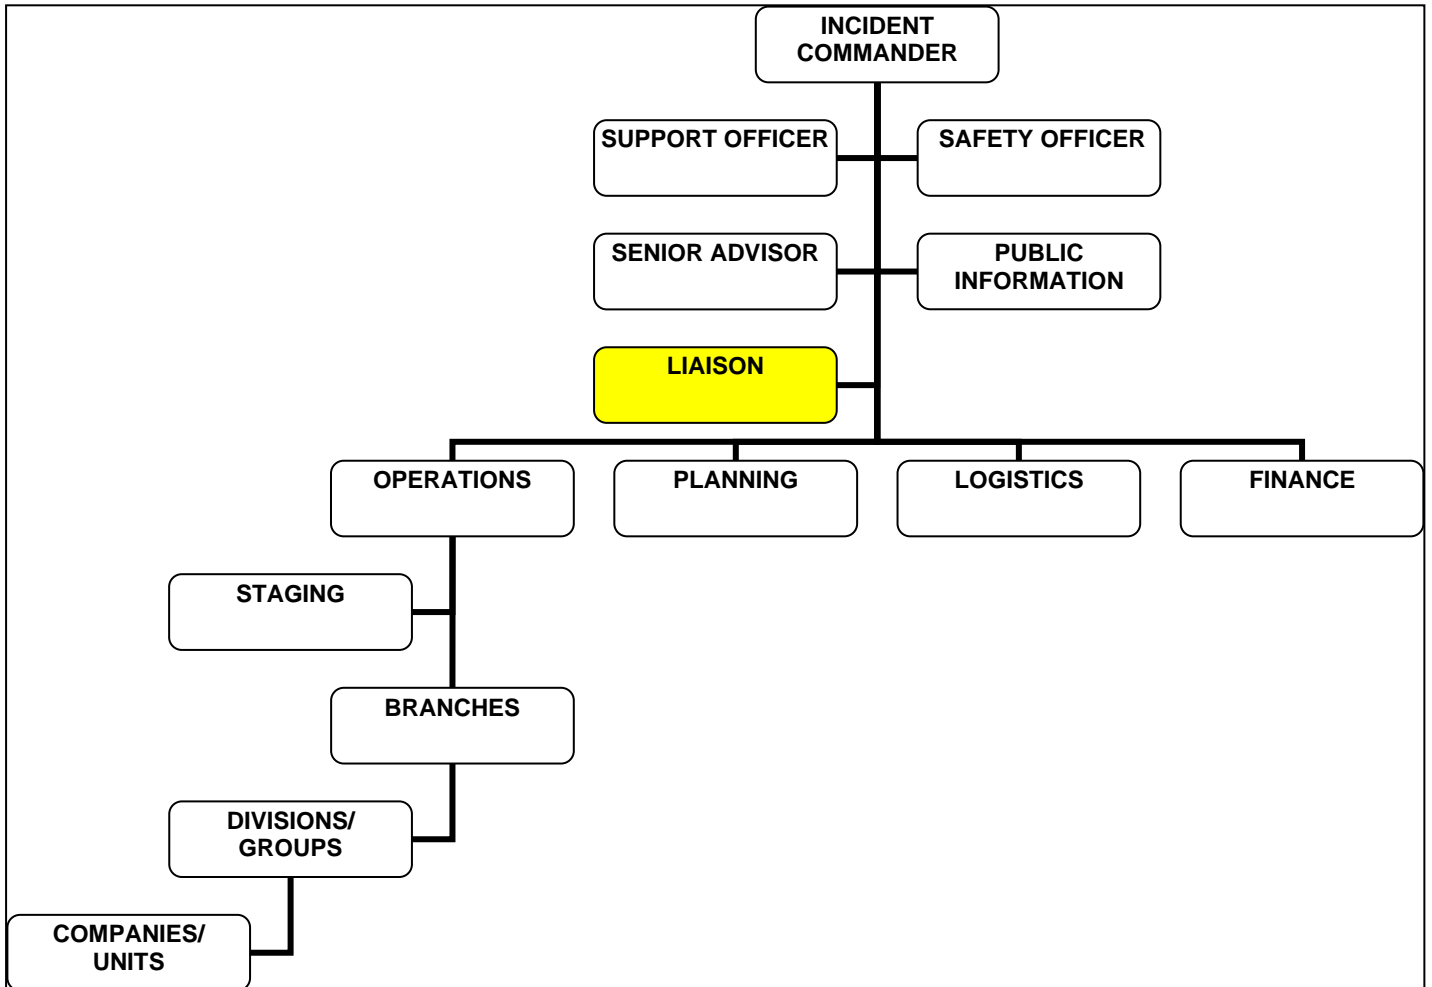 INCIDENT
COMMANDER
SUPPORT OFFICER
SAFETY OFFICER
SENIOR ADVISOR
PUBLIC
INFORMATION
LIAISON
OPERATIONS
PLANNING
LOGISTICS
FINANCE
STAGING
BRANCHES
DIVISIONS/
GROUPS
COMPANIES/
UNITS